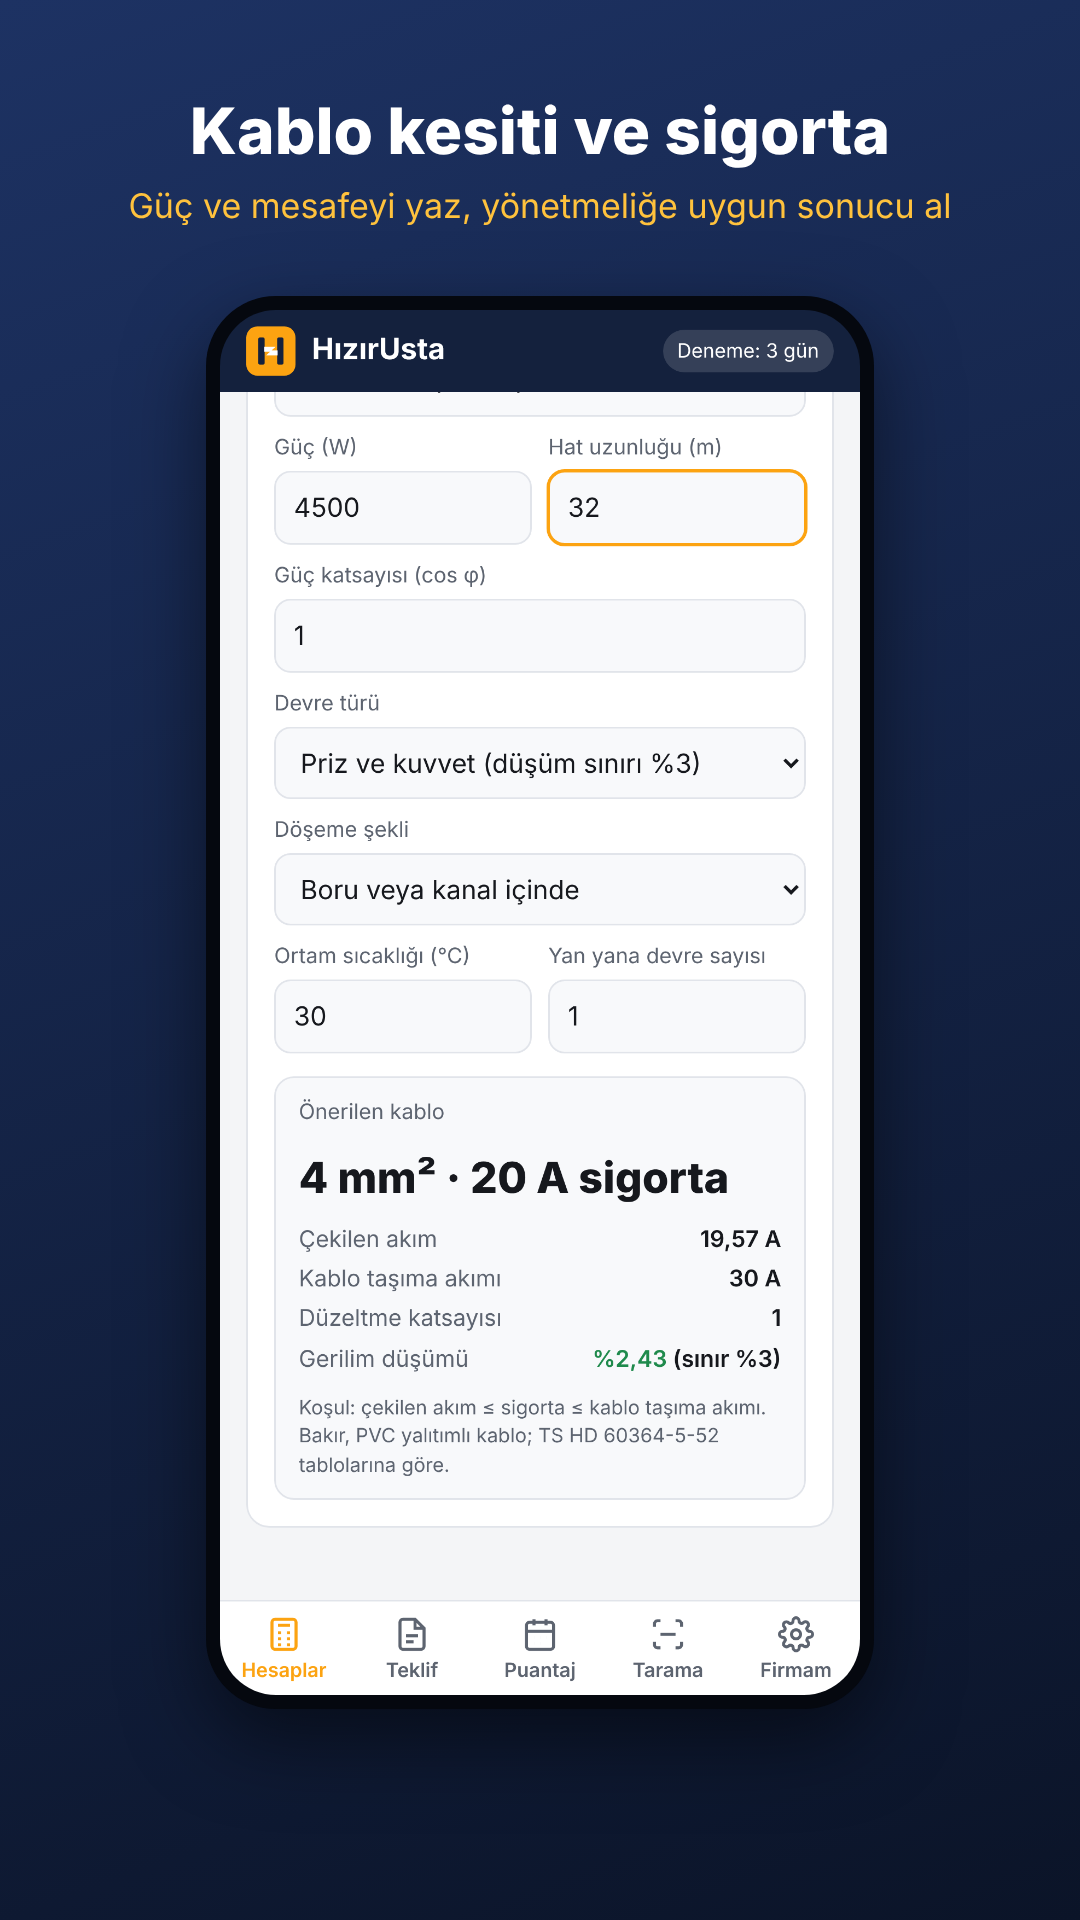 Kablo kesiti ve sigorta
Güç ve mesafeyi yaz, yönetmeliğe uygun sonucu al
HızırUsta
Deneme: 3 gün
Güç (W)
Hat uzunluğu (m)
4500
32
Güç katsayısı (cos φ)
1
Devre türü
Priz ve kuvvet (düşüm sınırı %3)
Döşeme şekli
Boru veya kanal içinde
Ortam sıcaklığı (°C)
Yan yana devre sayısı
30
1
Önerilen kablo
4 mm² · 20 A sigorta
Çekilen akım
19,57 A
Kablo taşıma akımı
30 A
Düzeltme katsayısı
1
Gerilim düşümü
%2,43 (sınır %3)
Koşul: çekilen akım ≤ sigorta ≤ kablo taşıma akımı.
Bakır, PVC yalıtımlı kablo; TS HD 60364-5-52
tablolarına göre.
Hesaplar
Teklif
Puantaj
Tarama
Firmam